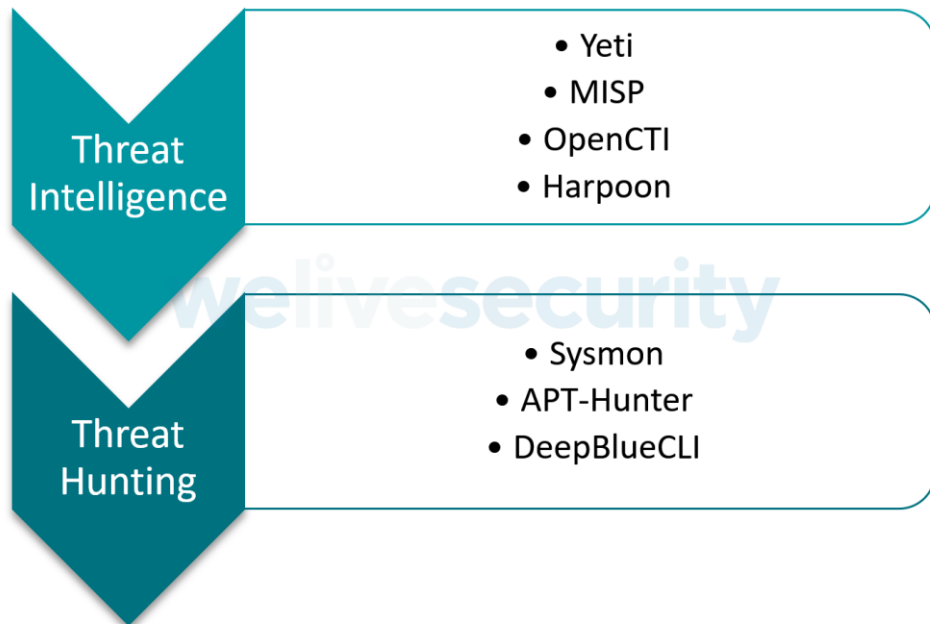 Threat
Intelligence
• Yeti
• MISP
• OpenCTI
• Harpoon
welivesecurity
Threat
Hunting
• Sysmon
• APT-Hunter
• DeepBlueCLI